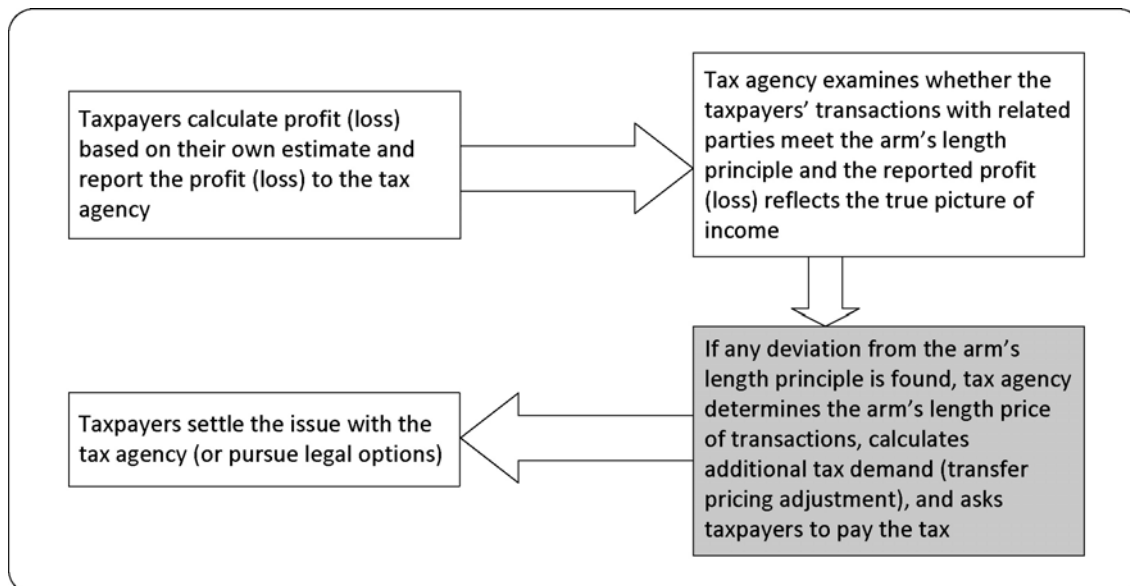 Taxpayers calculate profit (loss)
based on their own estimate and
report the profit (loss) to the tax
agency
Tax agency examines whether the
taxpayers’ transactions with related
parties meet the arm’s length
principle and the reported profit
(loss) reflects the true picture of
income
If any deviation from the arm’s
length principle is found, tax agency
determines the arm’s length price
of transactions, calculates
additional tax demand (transfer
pricing adjustment), and asks
taxpayers to pay the tax
Taxpayers settle the issue with the
tax agency (or pursue legal options)